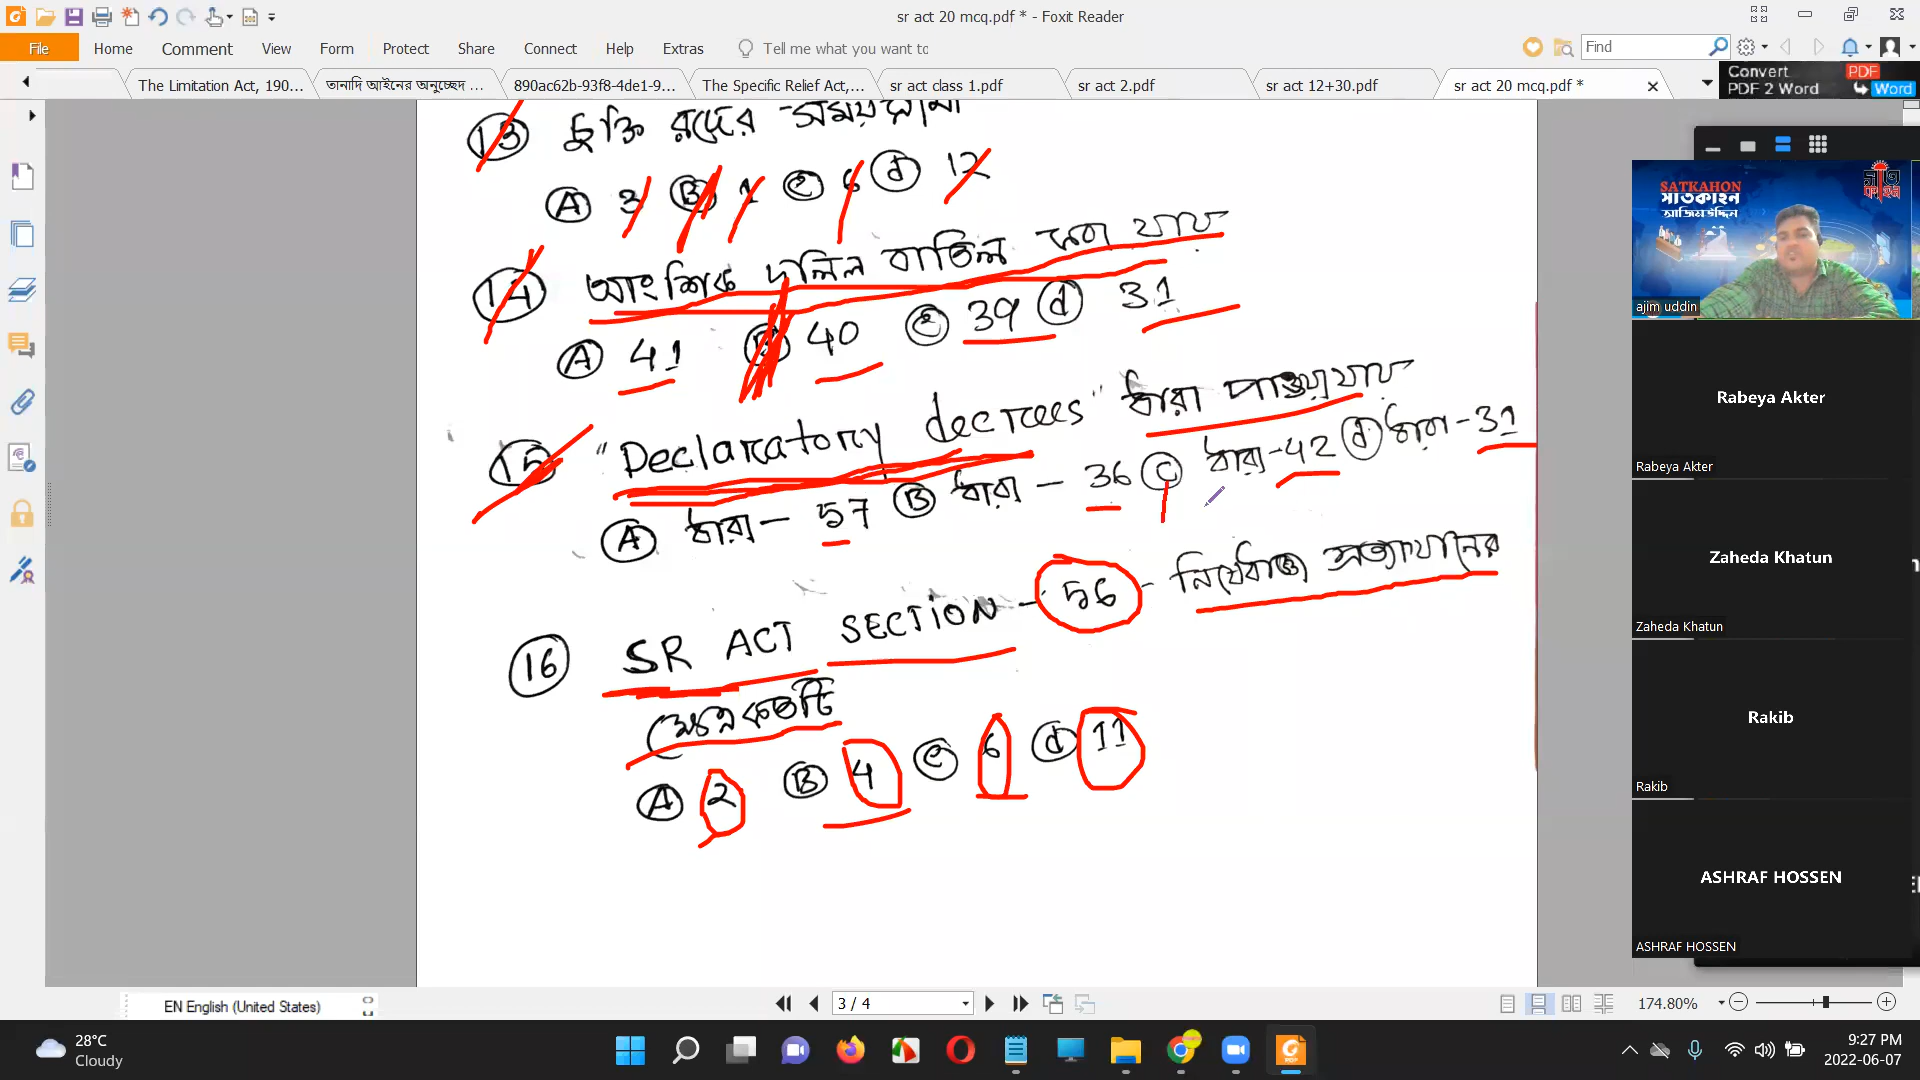 sr act 20 mcq.pdf * - Foxit Reader
File Home Comment View Form Protect Share Connect Help Extras Tell me what you want to Find
The Limitation Act, 190... তানাদি আইনের অনুচ্ছেদ ... 890ac62b-93f8-4de1-9... The Specific Relief Act,... sr act class 1.pdf sr act 2.pdf sr act 12+30.pdf sr act 20 mcq.pdf *
Convert PDF
PDF 2 Word Word
13 চুক্তি রদের সময়সীমা
A 3 B 1 C 6 d 12
14 আংশিক দলিল বাতিল করা যায়
A 41 B 40 C 39 d 31
15 "Declaratory decrees" দ্বারা পাওয়া যায়
A ধারা - 57 B ধারা - 36 C ধারা - 42 d ধারা - 31
16 SR ACT SECTION - 56 - নিষেধাজ্ঞা প্রত্যাখানের
ক্ষেত্র কতটি
A 2 B 4 C 6 d 11
SATKAHON
সাতকাহন
আজিম উদ্দিন
ajim uddin
Rabeya Akter
Rabeya Akter
Zaheda Khatun
Zaheda Khatun
Rakib
Rakib
ASHRAF HOSSEN
ASHRAF HOSSEN
EN English (United States)
3 / 4
174.80%
28°C
Cloudy
9:27 PM
2022-06-07